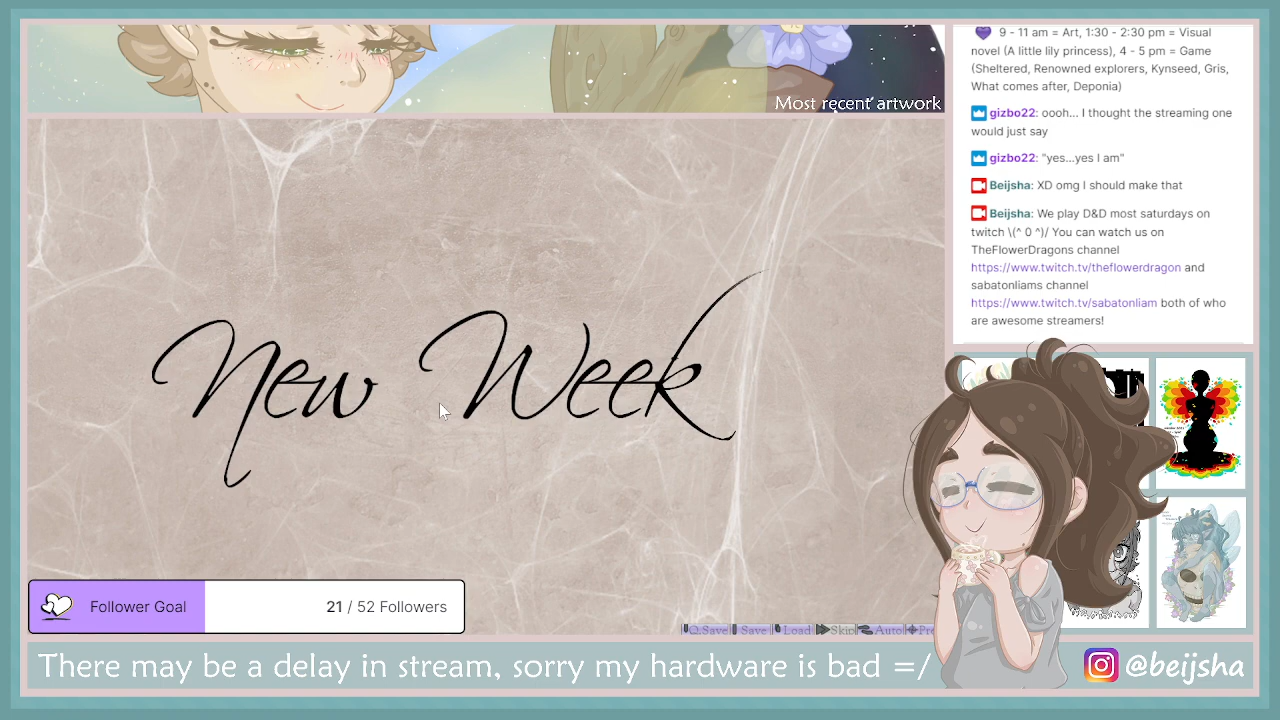 Most recent artwork
9 - 11 am = Art, 1:30 - 2:30 pm = Visual
novel (A little lily princess), 4 - 5 pm = Game
(Sheltered, Renowned explorers, Kynseed, Gris,
What comes after, Deponia)
gizbo22: oooh... I thought the streaming one
would just say
gizbo22: "yes...yes I am"
Beijsha: XD omg I should make that
Beijsha: We play D&D most saturdays on
twitch \(^ 0 ^)/ You can watch us on
TheFlowerDragons channel
https://www.twitch.tv/theflowerdragon and
sabatonliams channel
https://www.twitch.tv/sabatonliam both of who
are awesome streamers!
New Week
Follower Goal 21 / 52 Followers
Q.Save Save Load Skip Auto
There may be a delay in stream, sorry my hardware is bad =/
@beijsha